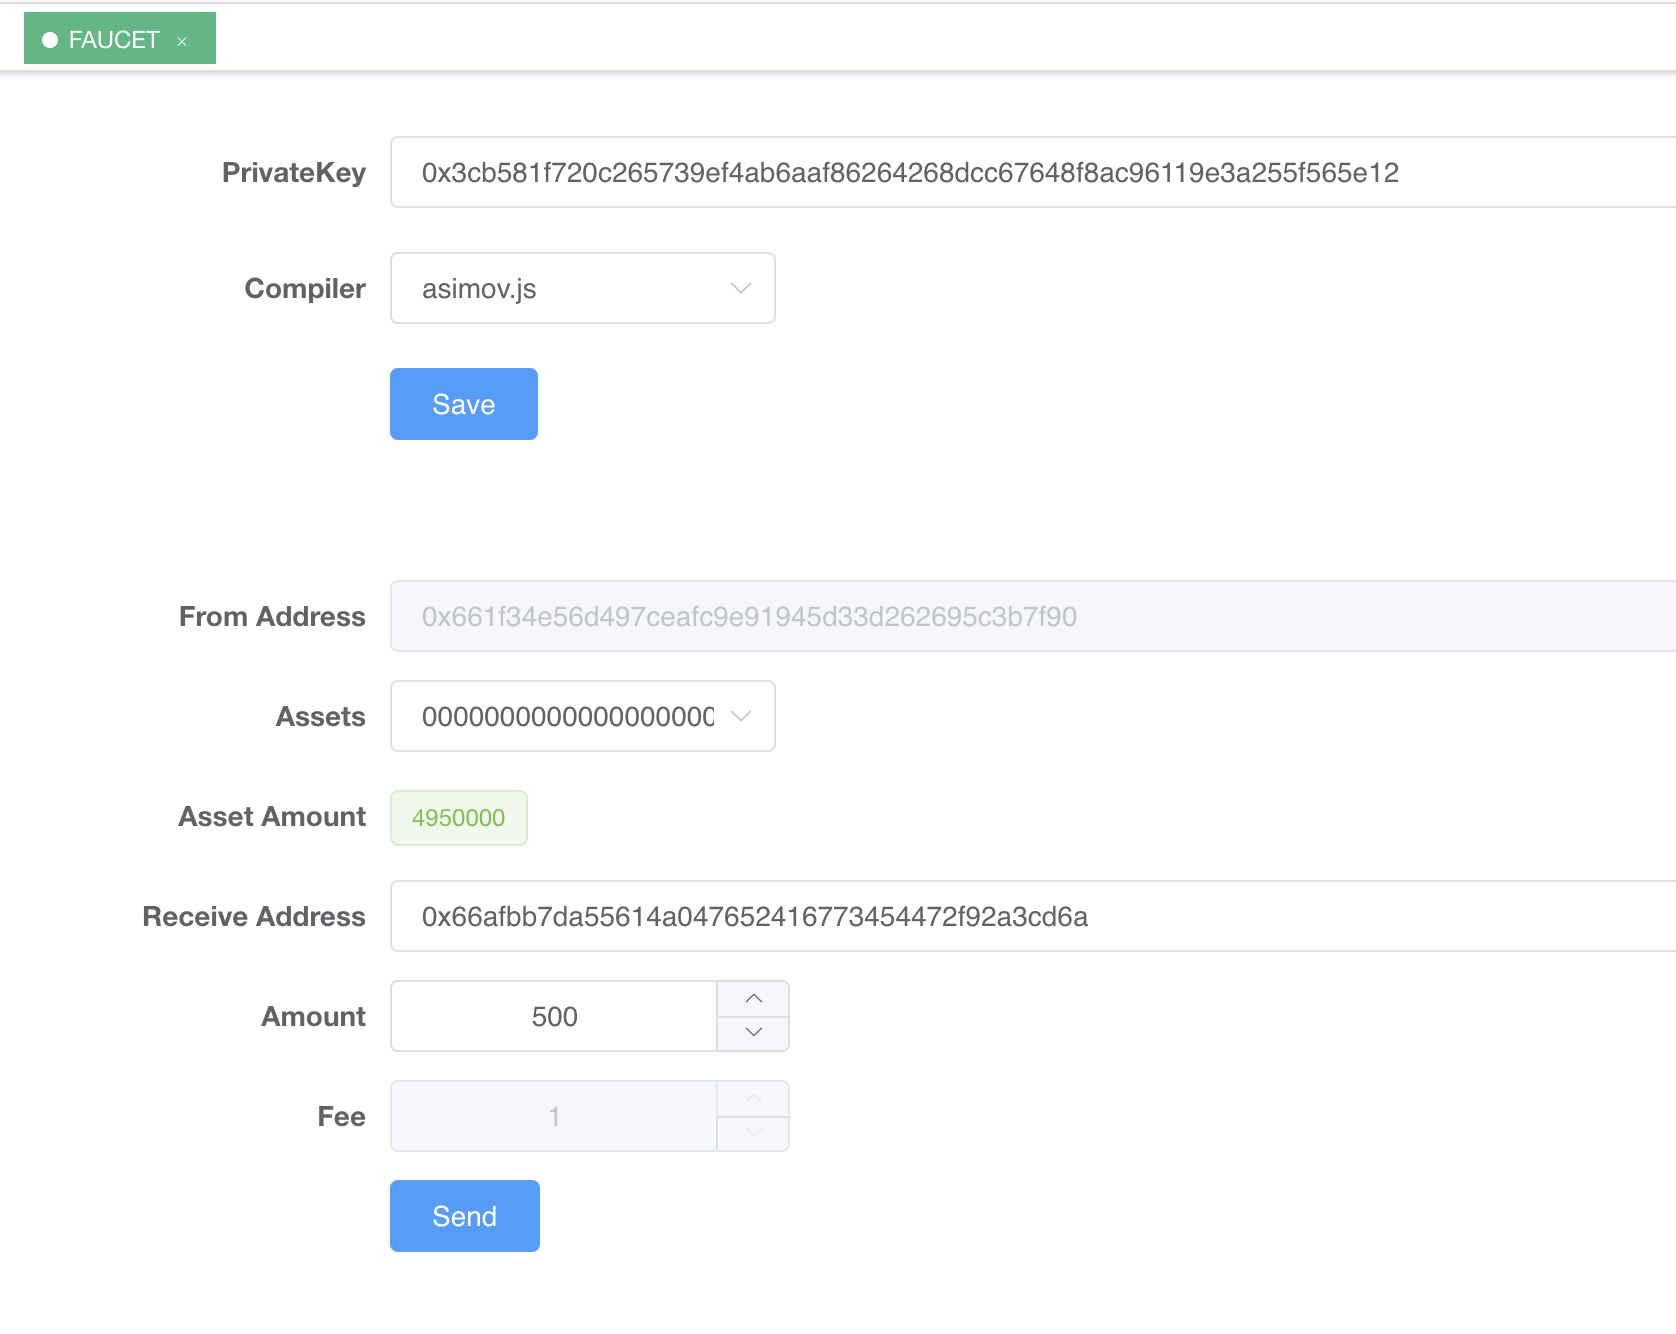 FAUCET ×
PrivateKey 0x3cb581f720c265739ef4ab6aaf86264268dcc67648f8ac96119e3a255f565e12
Compiler asimov.js
Save
From Address 0x661f34e56d497ceafc9e91945d33d262695c3b7f90
Assets 0000000000000000000
Asset Amount 4950000
Receive Address 0x66afbb7da55614a047652416773454472f92a3cd6a
Amount 500
Fee 1
Send